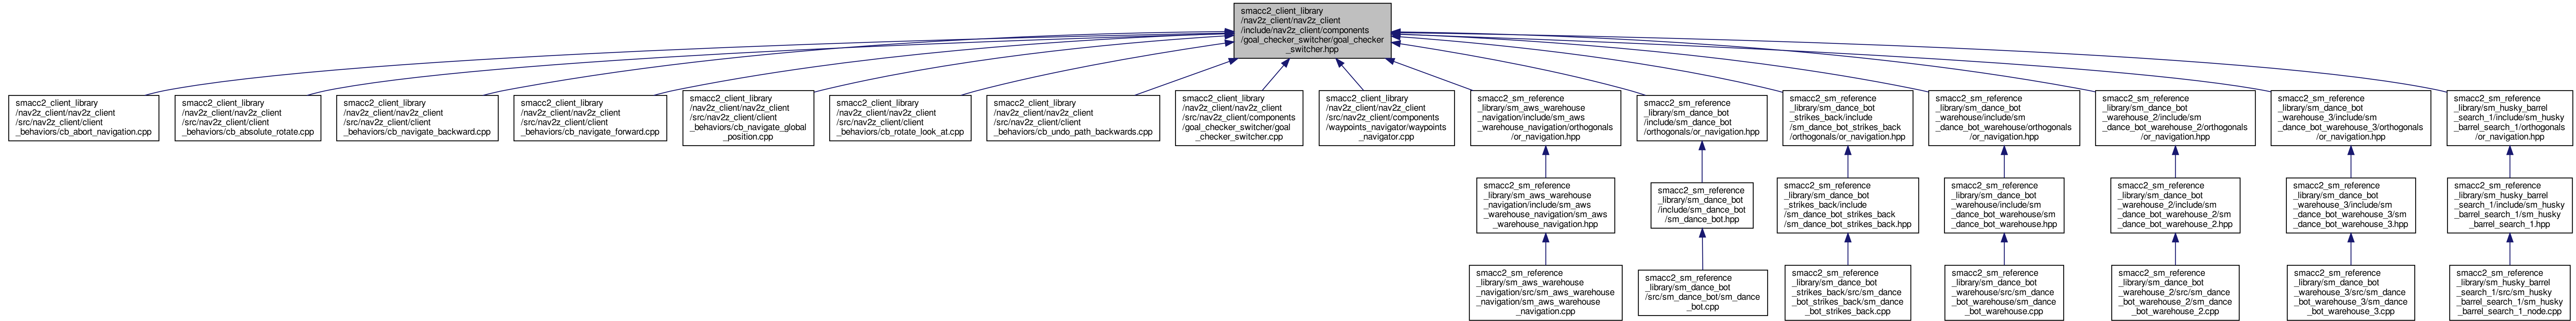 smacc2_client_library
/nav2z_client/nav2z_client
/include/nav2z_client/components
/goal_checker_switcher/goal_checker
_switcher.hpp
smacc2_client_library
/nav2z_client/nav2z_client
/src/nav2z_client/client
_behaviors/cb_abort_navigation.cpp
smacc2_client_library
/nav2z_client/nav2z_client
/src/nav2z_client/client
_behaviors/cb_absolute_rotate.cpp
smacc2_client_library
/nav2z_client/nav2z_client
/src/nav2z_client/client
_behaviors/cb_navigate_backward.cpp
smacc2_client_library
/nav2z_client/nav2z_client
/src/nav2z_client/client
_behaviors/cb_navigate_forward.cpp
smacc2_client_library
/nav2z_client/nav2z_client
/src/nav2z_client/client
_behaviors/cb_navigate_global
_position.cpp
smacc2_client_library
/nav2z_client/nav2z_client
/src/nav2z_client/client
_behaviors/cb_rotate_look_at.cpp
smacc2_client_library
/nav2z_client/nav2z_client
/src/nav2z_client/client
_behaviors/cb_undo_path_backwards.cpp
smacc2_client_library
/nav2z_client/nav2z_client
/src/nav2z_client/components
/goal_checker_switcher/goal
_checker_switcher.cpp
smacc2_client_library
/nav2z_client/nav2z_client
/src/nav2z_client/components
/waypoints_navigator/waypoints
_navigator.cpp
smacc2_sm_reference
_library/sm_aws_warehouse
_navigation/include/sm_aws
_warehouse_navigation/orthogonals
/or_navigation.hpp
smacc2_sm_reference
_library/sm_dance_bot
/include/sm_dance_bot
/orthogonals/or_navigation.hpp
smacc2_sm_reference
_library/sm_dance_bot
_strikes_back/include
/sm_dance_bot_strikes_back
/orthogonals/or_navigation.hpp
smacc2_sm_reference
_library/sm_dance_bot
_warehouse/include/sm
_dance_bot_warehouse/orthogonals
/or_navigation.hpp
smacc2_sm_reference
_library/sm_dance_bot
_warehouse_2/include/sm
_dance_bot_warehouse_2/orthogonals
/or_navigation.hpp
smacc2_sm_reference
_library/sm_dance_bot
_warehouse_3/include/sm
_dance_bot_warehouse_3/orthogonals
/or_navigation.hpp
smacc2_sm_reference
_library/sm_husky_barrel
_search_1/include/sm_husky
_barrel_search_1/orthogonals
/or_navigation.hpp
smacc2_sm_reference
_library/sm_aws_warehouse
_navigation/include/sm_aws
_warehouse_navigation/sm_aws
_warehouse_navigation.hpp
smacc2_sm_reference
_library/sm_dance_bot
/include/sm_dance_bot
/sm_dance_bot.hpp
smacc2_sm_reference
_library/sm_dance_bot
_strikes_back/include
/sm_dance_bot_strikes_back
/sm_dance_bot_strikes_back.hpp
smacc2_sm_reference
_library/sm_dance_bot
_warehouse/include/sm
_dance_bot_warehouse/sm
_dance_bot_warehouse.hpp
smacc2_sm_reference
_library/sm_dance_bot
_warehouse_2/include/sm
_dance_bot_warehouse_2/sm
_dance_bot_warehouse_2.hpp
smacc2_sm_reference
_library/sm_dance_bot
_warehouse_3/include/sm
_dance_bot_warehouse_3/sm
_dance_bot_warehouse_3.hpp
smacc2_sm_reference
_library/sm_husky_barrel
_search_1/include/sm_husky
_barrel_search_1/sm_husky
_barrel_search_1.hpp
smacc2_sm_reference
_library/sm_aws_warehouse
_navigation/src/sm_aws_warehouse
_navigation/sm_aws_warehouse
_navigation.cpp
smacc2_sm_reference
_library/sm_dance_bot
/src/sm_dance_bot/sm_dance
_bot.cpp
smacc2_sm_reference
_library/sm_dance_bot
_strikes_back/src/sm_dance
_bot_strikes_back/sm_dance
_bot_strikes_back.cpp
smacc2_sm_reference
_library/sm_dance_bot
_warehouse/src/sm_dance
_bot_warehouse/sm_dance
_bot_warehouse.cpp
smacc2_sm_reference
_library/sm_dance_bot
_warehouse_2/src/sm_dance
_bot_warehouse_2/sm_dance
_bot_warehouse_2.cpp
smacc2_sm_reference
_library/sm_dance_bot
_warehouse_3/src/sm_dance
_bot_warehouse_3/sm_dance
_bot_warehouse_3.cpp
smacc2_sm_reference
_library/sm_husky_barrel
_search_1/src/sm_husky
_barrel_search_1/sm_husky
_barrel_search_1_node.cpp